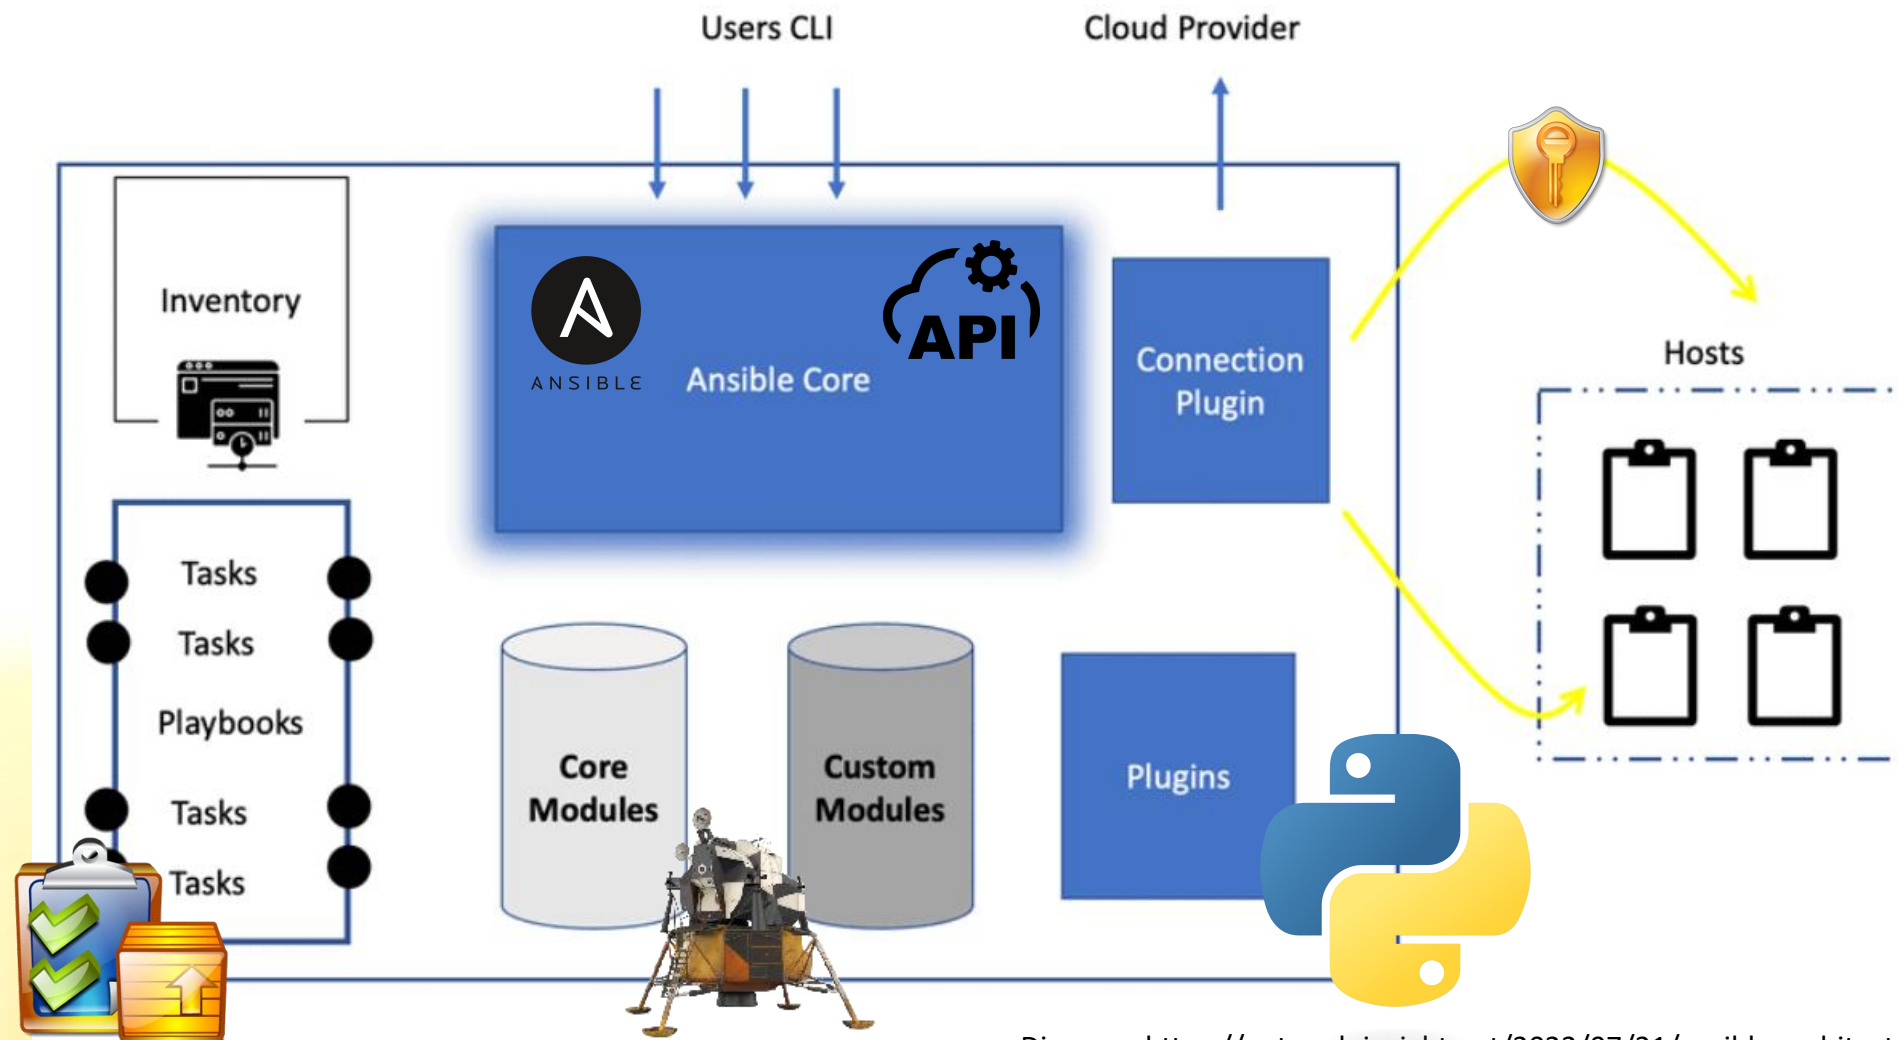 Users CLI
Cloud Provider
Inventory
ANSIBLE
API
Ansible Core
Connection
Plugin
Hosts
Tasks
Tasks
Playbooks
Tasks
Tasks
Core
Modules
Custom
Modules
Plugins